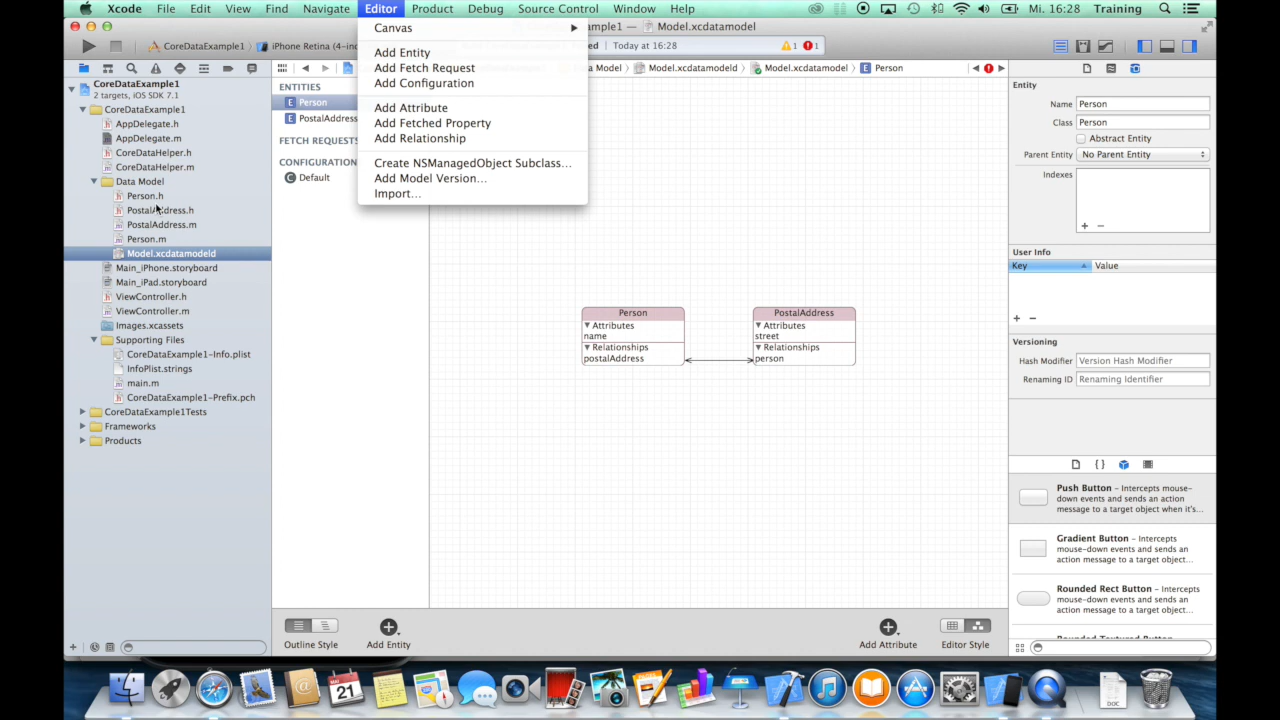 Xcode File Edit View Find Navigate Editor Product Debug Source Control Window Help Mi. 16:28 Training
mple1 — Model.xcdatamodel
CoreDataExample1 iPhone Retina (4-inc
Today at 16:28 1 1
Model.xcdatamodeld Model.xcdatamodel E Person
CoreDataExample1
2 targets, iOS SDK 7.1
CoreDataExample1
AppDelegate.h
AppDelegate.m
CoreDataHelper.h
CoreDataHelper.m
Data Model
Person.h
PostalAddress.h
PostalAddress.m
Person.m
Model.xcdatamodeld
Main_iPhone.storyboard
Main_iPad.storyboard
ViewController.h
ViewController.m
Images.xcassets
Supporting Files
CoreDataExample1-Info.plist
InfoPlist.strings
main.m
CoreDataExample1-Prefix.pch
CoreDataExample1Tests
Frameworks
Products
ENTITIES
E Person
E PostalAddress
FETCH REQUESTS
CONFIGURATION
C Default
Canvas
Add Entity
Add Fetch Request
Add Configuration
Add Attribute
Add Fetched Property
Add Relationship
Create NSManagedObject Subclass...
Add Model Version...
Import...
Person
Attributes
name
Relationships
postalAddress
PostalAddress
Attributes
street
Relationships
person
Outline Style
Add Entity
Add Attribute
Editor Style
Entity
Name Person
Class Person
Abstract Entity
Parent Entity No Parent Entity
Indexes
User Info
Key Value
Versioning
Hash Modifier Version Hash Modifier
Renaming ID Renaming Identifier
Push Button - Intercepts mouse-
down events and sends an action
message to a target object when it's...
Gradient Button - Intercepts
mouse-down events and sends an
action message to a target object...
Rounded Rect Button - Intercepts
mouse-down events and sends an
action message to a target object...
Rounded Textured Button
21
DOC